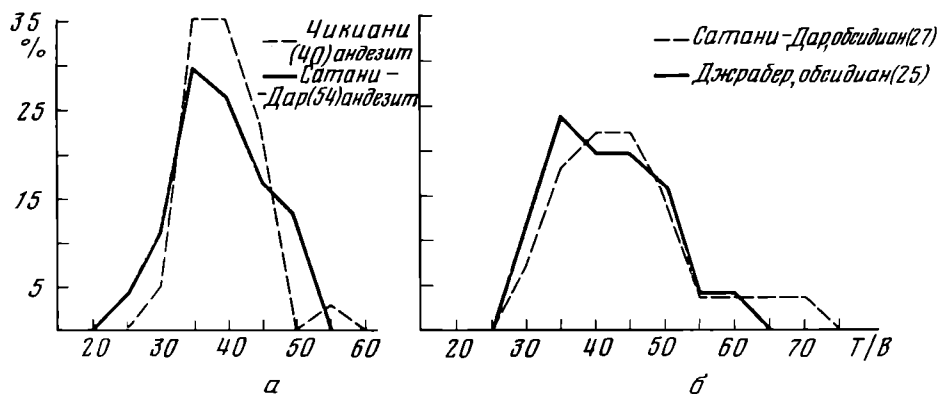 35
%
25
15
5
Чикиани
(40) андезит
Сатани –
–Дар(54)андезит
20 30 40 50 60
а
Сатани–Дар,обсидиан(27)
Джрабер,обсидиан(25)
20 30 40 50 60 70 Т/В
б